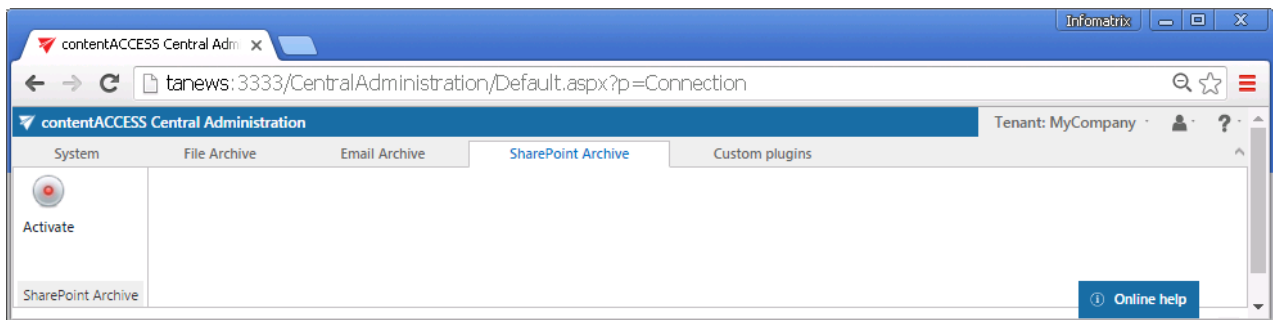 Infomatrix
contentACCESS Central Adm
tanews:3333/CentralAdministration/Default.aspx?p=Connection
contentACCESS Central Administration
Tenant: MyCompany
?
System File Archive Email Archive SharePoint Archive Custom plugins
Activate
SharePoint Archive
Online help